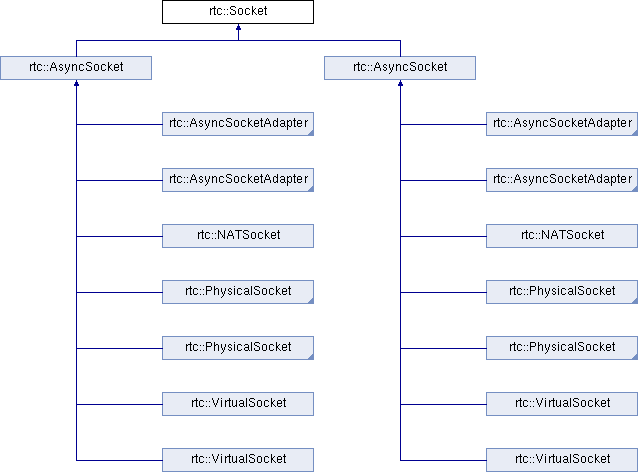 rtc::Socket
rtc::AsyncSocket
rtc::AsyncSocket
rtc::AsyncSocketAdapter
rtc::AsyncSocketAdapter
rtc::AsyncSocketAdapter
rtc::AsyncSocketAdapter
rtc::NATSocket
rtc::NATSocket
rtc::PhysicalSocket
rtc::PhysicalSocket
rtc::PhysicalSocket
rtc::PhysicalSocket
rtc::VirtualSocket
rtc::VirtualSocket
rtc::VirtualSocket
rtc::VirtualSocket